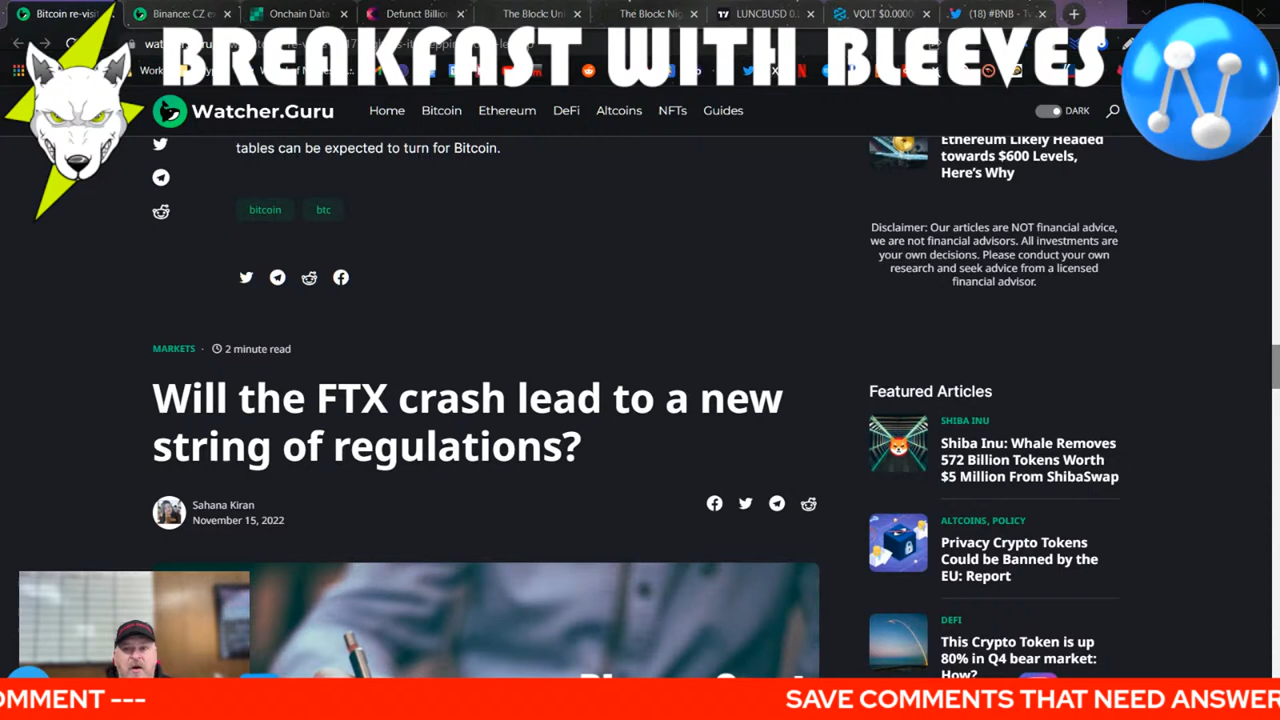 Bitcoin re-vis
Binance: CZ e
Onchain Data
Defunct Billio
The Block: Un
The Block: Nig
LUNCBUSD 0.
VOLT $0.0000
(4) #BNB - Tw
BREAKFAST WITH BLEEVES
Watcher.Guru
Home
Bitcoin
Ethereum
DeFi
Altcoins
NFTs
Guides
DARK
tables can be expected to turn for Bitcoin.
bitcoin
btc
MARKETS · 2 minute read
Will the FTX crash lead to a new
string of regulations?
Sahana Kiran
November 15, 2022
Ethereum Likely Headed
towards $600 Levels,
Here's Why
Disclaimer: Our articles are NOT financial advice,
we are not financial advisors. All investments are
your own decisions. Please conduct your own
research and seek advice from a licensed
financial advisor.
Featured Articles
SHIBA INU
Shiba Inu: Whale Removes
572 Billion Tokens Worth
$5 Million From ShibaSwap
ALTCOINS, POLICY
Privacy Crypto Tokens
Could be Banned by the
EU: Report
DEFI
This Crypto Token is up
80% in Q4 bear market:
How?
OMMENT --- SAVE COMMENTS THAT NEED ANSWER